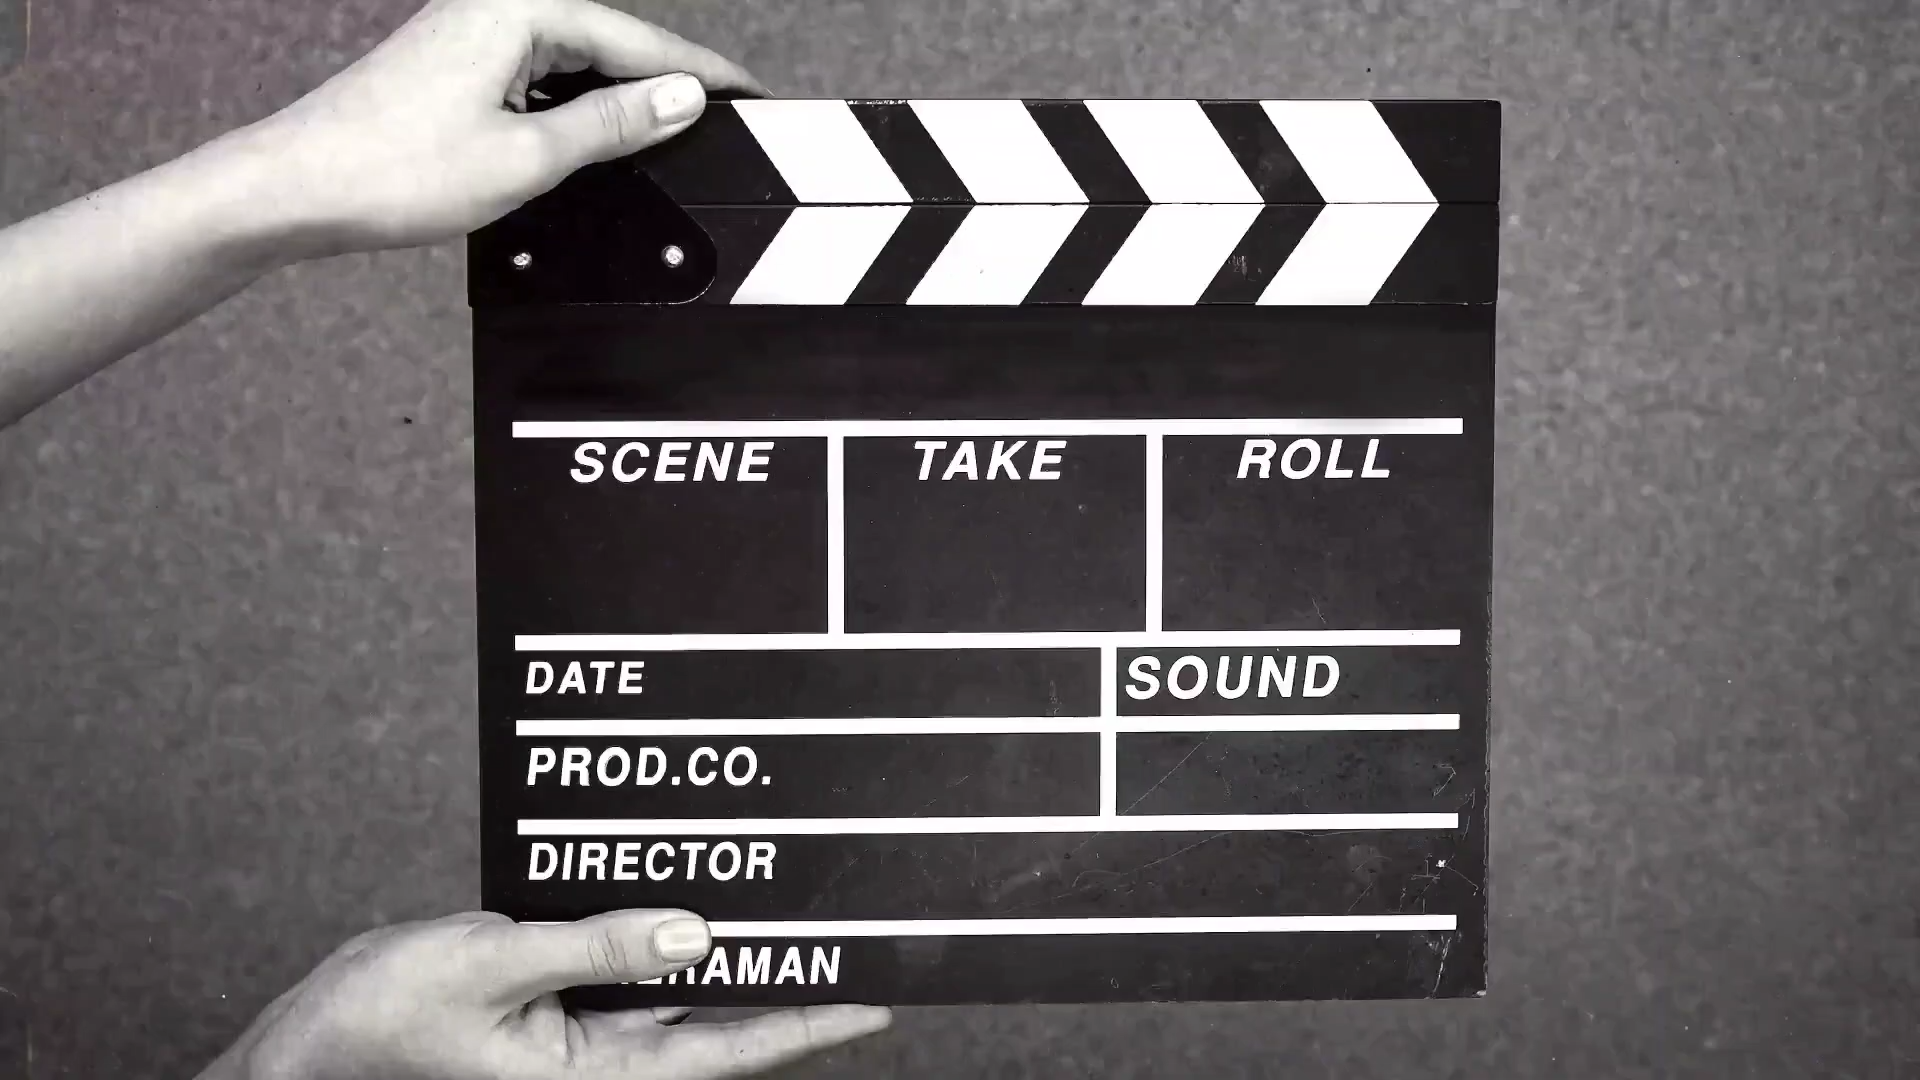 SCENE TAKE ROLL
DATE SOUND
PROD.CO.
DIRECTOR